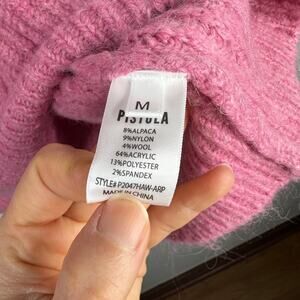 M
PISTOLA
8%ALPACA
9%NYLON
4%WOOL
64%ACRYLIC
13%POLYESTER
2%SPANDEX
STYLE# P2047HAW-ARP
MADE IN CHINA